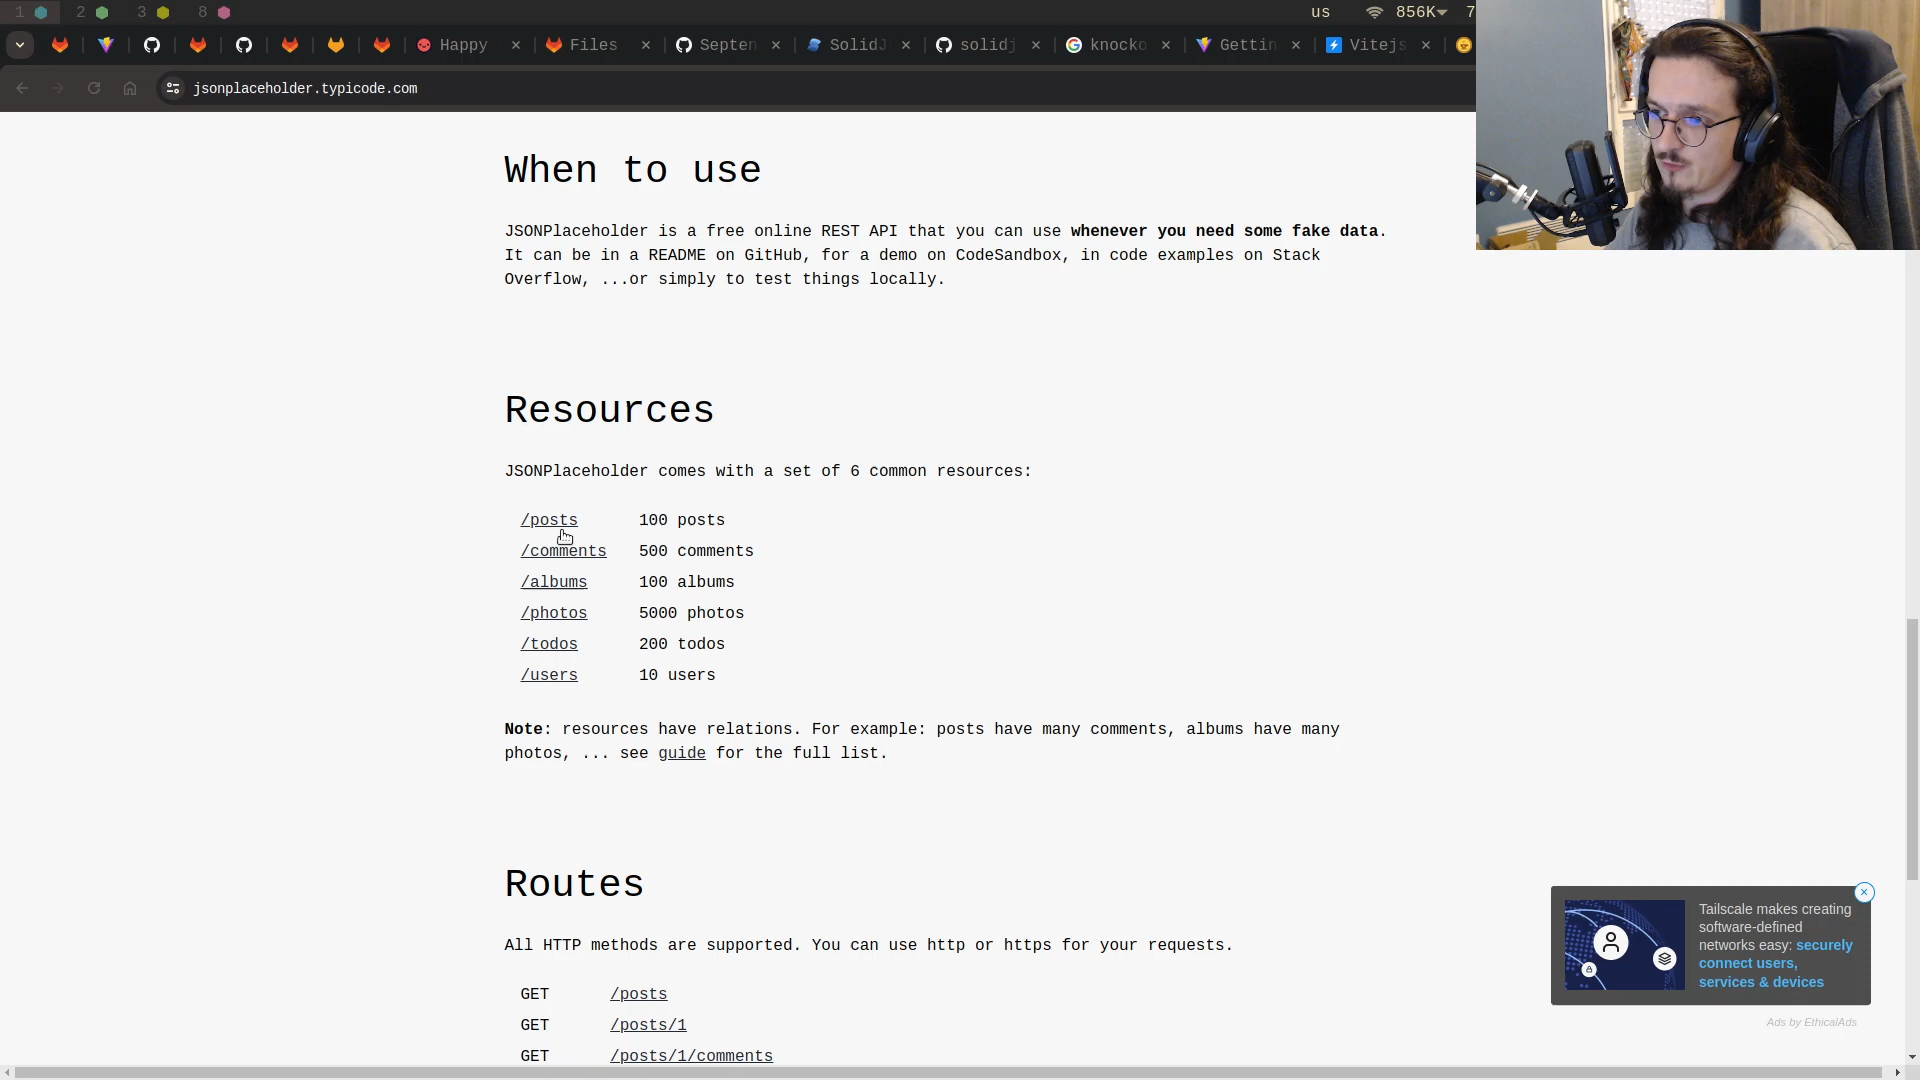 1 2 3 8 us 856K 7
Happy Files Septen SolidJ solidj knocko Gettin Vitejs
jsonplaceholder.typicode.com
When to use
JSONPlaceholder is a free online REST API that you can use whenever you need some fake data.
It can be in a README on GitHub, for a demo on CodeSandbox, in code examples on Stack
Overflow, ...or simply to test things locally.
Resources
JSONPlaceholder comes with a set of 6 common resources:
/posts 100 posts
/comments 500 comments
/albums 100 albums
/photos 5000 photos
/todos 200 todos
/users 10 users
Note: resources have relations. For example: posts have many comments, albums have many
photos, ... see guide for the full list.
Routes
All HTTP methods are supported. You can use http or https for your requests.
GET /posts
GET /posts/1
GET /posts/1/comments
Tailscale makes creating
software-defined
networks easy: securely
connect users,
services & devices
Ads by EthicalAds